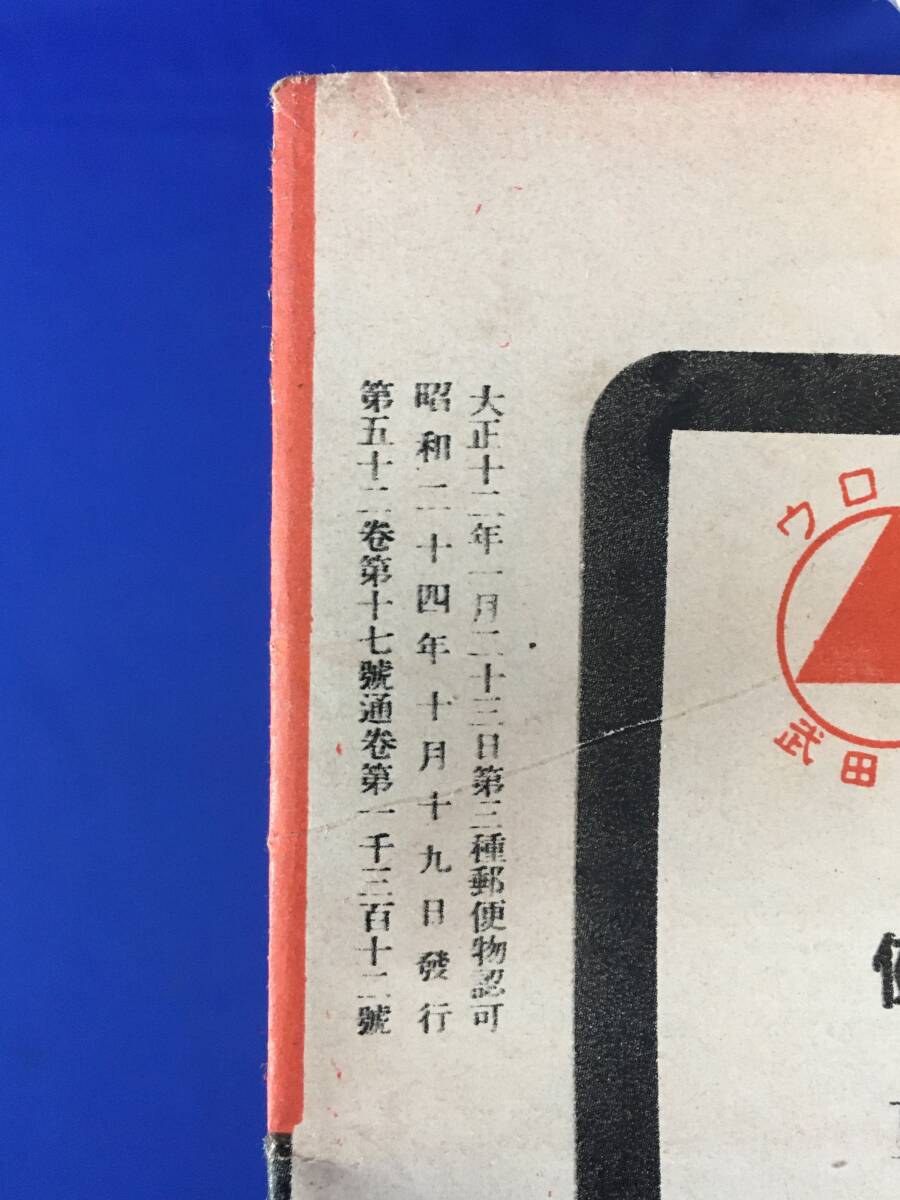 大正十二年一月二十三日第三種郵便物認可
昭和二十四年十月十九日發行
第五十二卷第十七號通卷第一千三百十二號
ウロ
武田